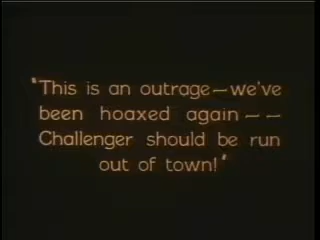 "This is an outrage—we've
been hoaxed again——
Challenger should be run
out of town!"